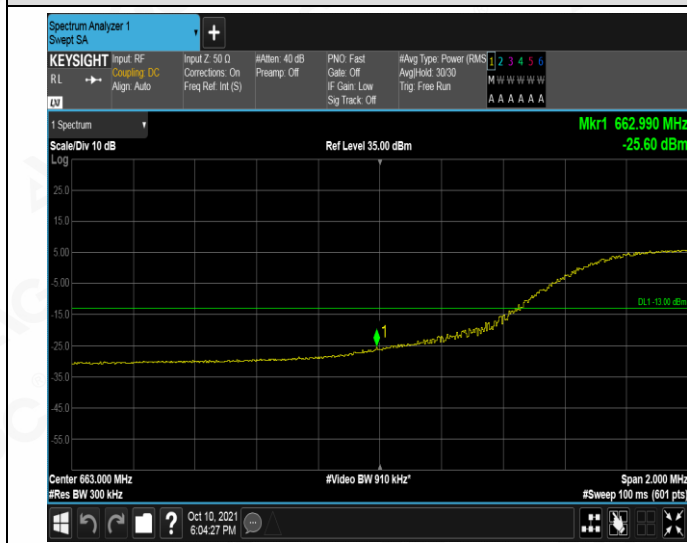 Spectrum Analyzer 1
Swept SA
+
KEYSIGHT
RL
Input: RF
Coupling: DC
Align: Auto
Input Z: 50 Ω
Corrections: On
Freq Ref: Int (S)
#Atten: 40 dB
Preamp: Off
PNO: Fast
Gate: Off
IF Gain: Low
Sig Track: Off
#Avg Type: Power (RMS
Avg|Hold: 30/30
Trig: Free Run
1 2 3 4 5 6
M W W W W W
A A A A A A
1 Spectrum
Mkr1 662.990 MHz
-25.60 dBm
Scale/Div 10 dB
Ref Level 35.00 dBm
Log
25.0
15.0
5.00
-5.00
DL1 -13.00 dBm
-15.0
1
-25.0
-35.0
-45.0
-55.0
Center 663.000 MHz
#Video BW 910 kHz*
Span 2.000 MHz
#Res BW 300 kHz
#Sweep 100 ms (601 pts)
?
Oct 10, 2021
6:04:27 PM